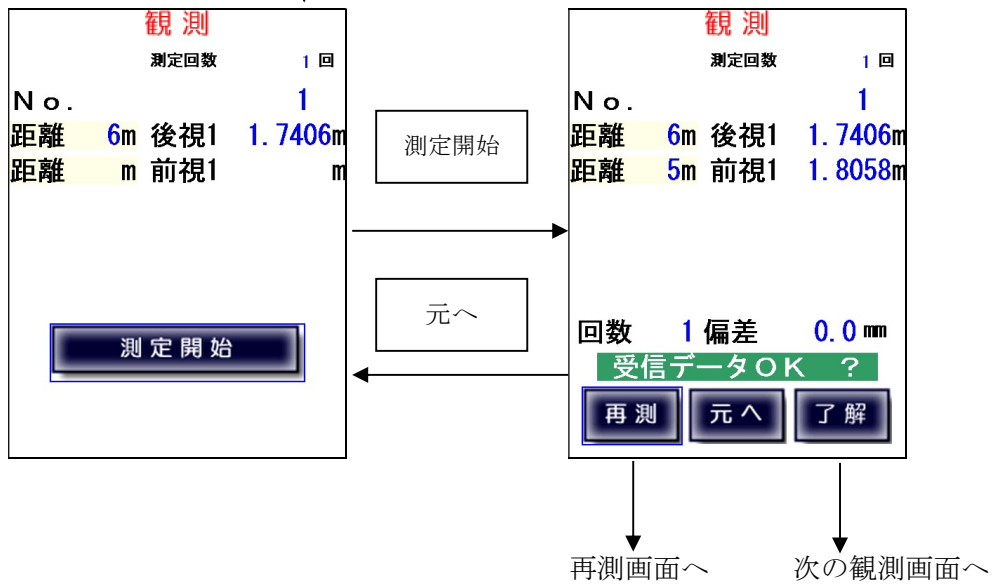 観 測
測定回数 1 回
No. 1
距離 6m 後視1 1.7406m
距離 m 前視1 m
測定開始
測定開始
元へ
観 測
測定回数 1 回
No. 1
距離 6m 後視1 1.7406m
距離 5m 前視1 1.8058m
回数 1 偏差 0.0 mm
受信データOK ?
再測 元へ 了解
再測画面へ 次の観測画面へ